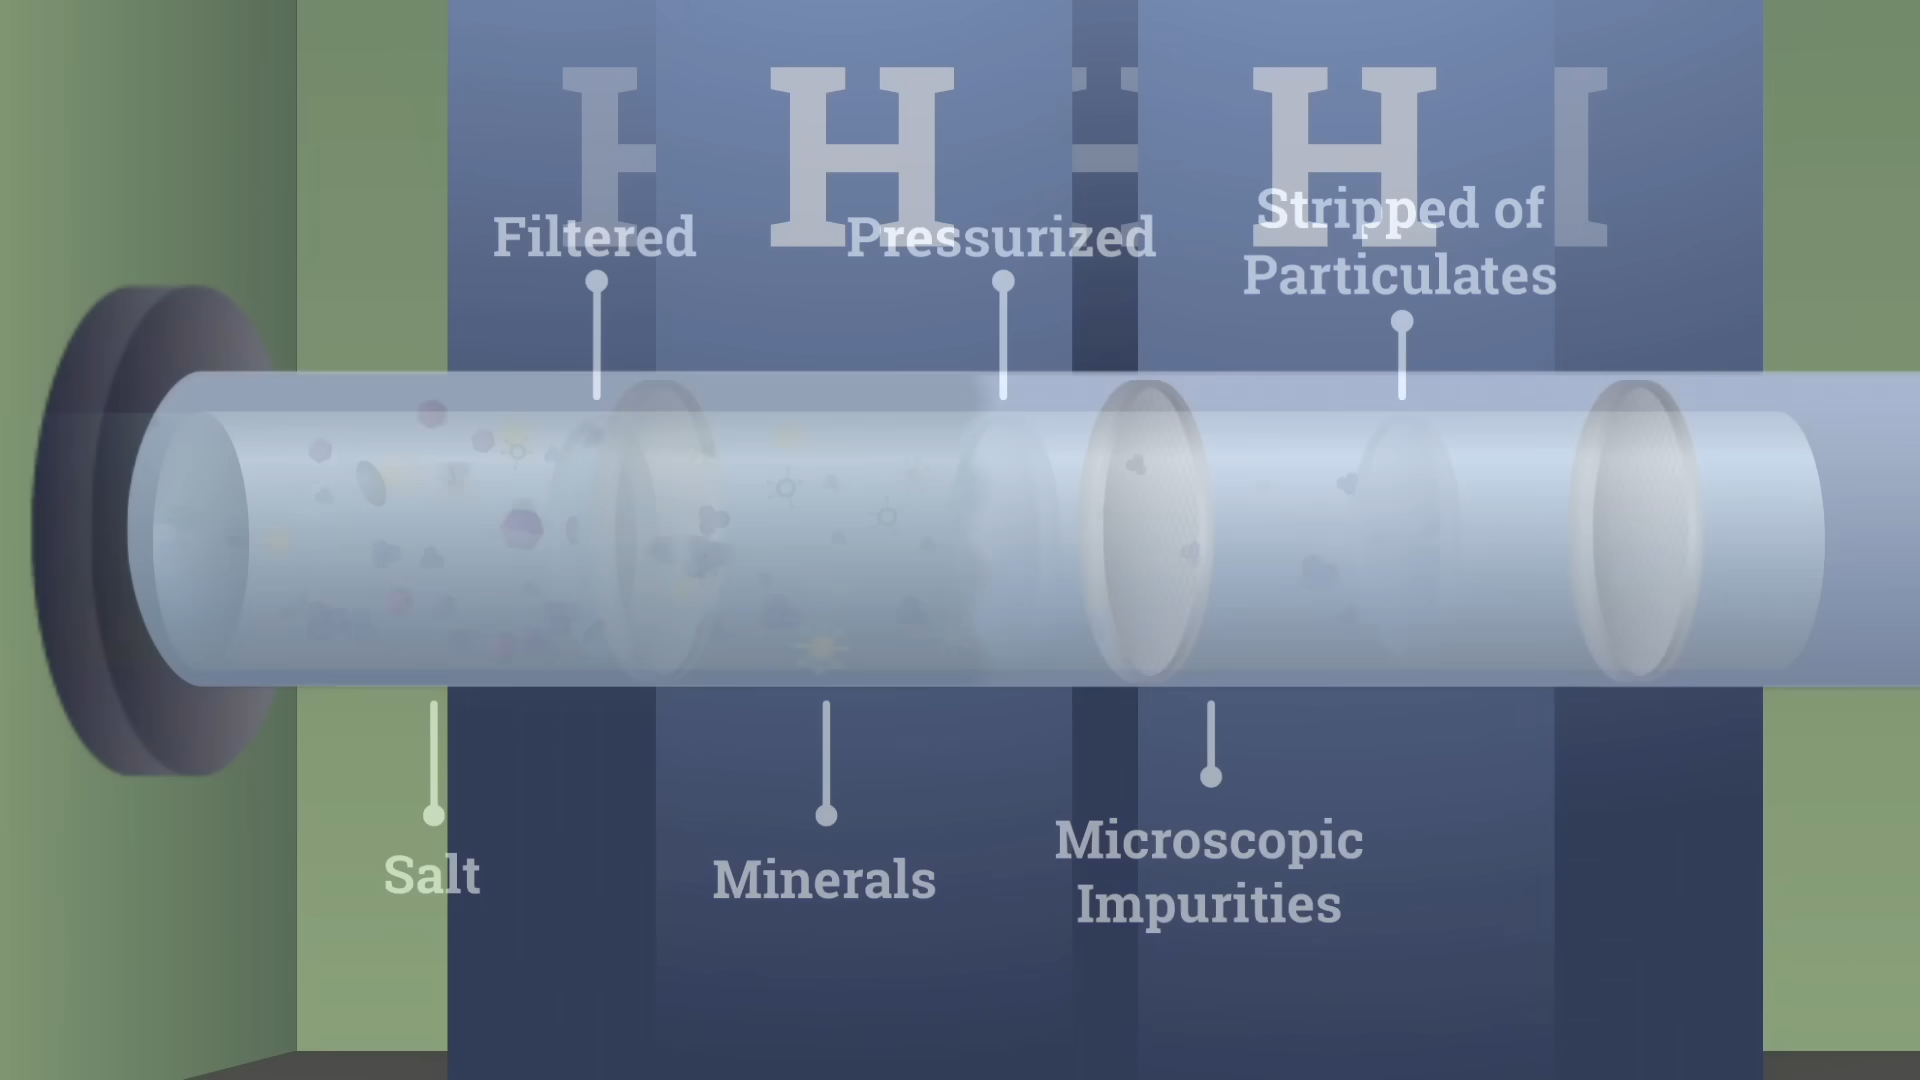 H H H H
Filtered
Pressurized
Stripped of
Particulates
Salt
Minerals
Microscopic
Impurities